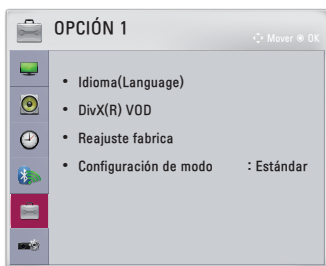 OPCIÓN 1
Mover OK
• Idioma(Language)
• DivX(R) VOD
• Reajuste fabrica
• Configuración de modo : Estándar